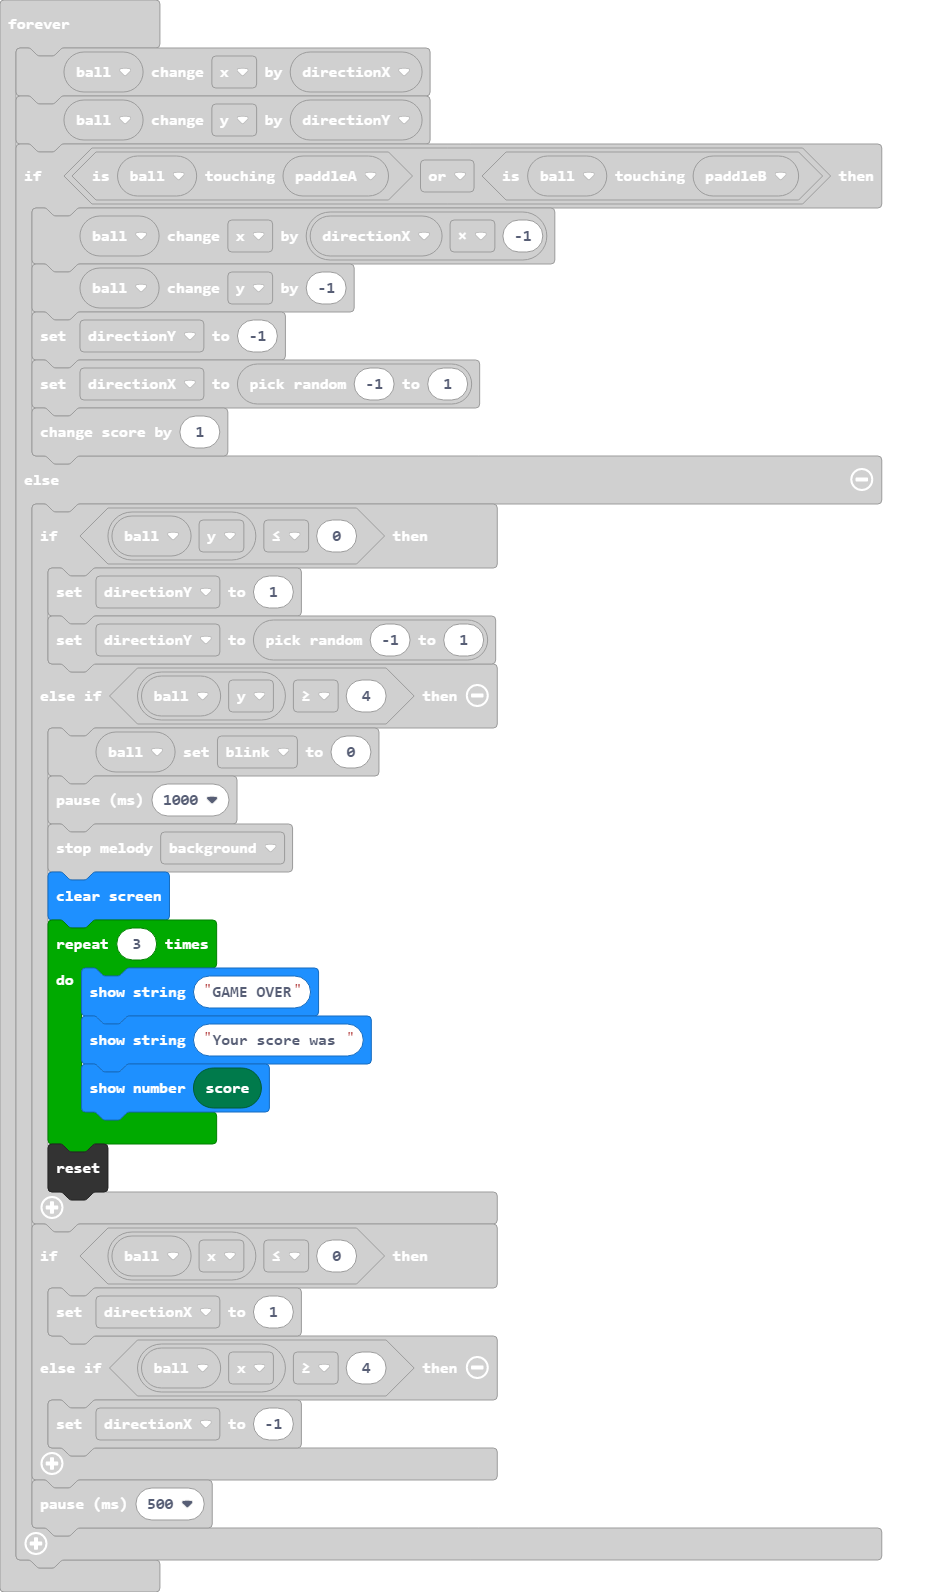 forever
ball change x by directionX
ball change y by directionY
if is ball touching paddleA or is ball touching paddleB then
ball change x by directionX × -1
ball change y by -1
set directionY to -1
set directionX to pick random -1 to 1
change score by 1
else
if ball y ≤ 0 then
set directionY to 1
set directionY to pick random -1 to 1
else if ball y ≥ 4 then
ball set blink to 0
pause (ms) 1000
stop melody background
clear screen
repeat 3 times
do
show string "GAME OVER"
show string "Your score was "
show number score
reset
if ball x ≤ 0 then
set directionX to 1
else if ball x ≥ 4 then
set directionX to -1
pause (ms) 500